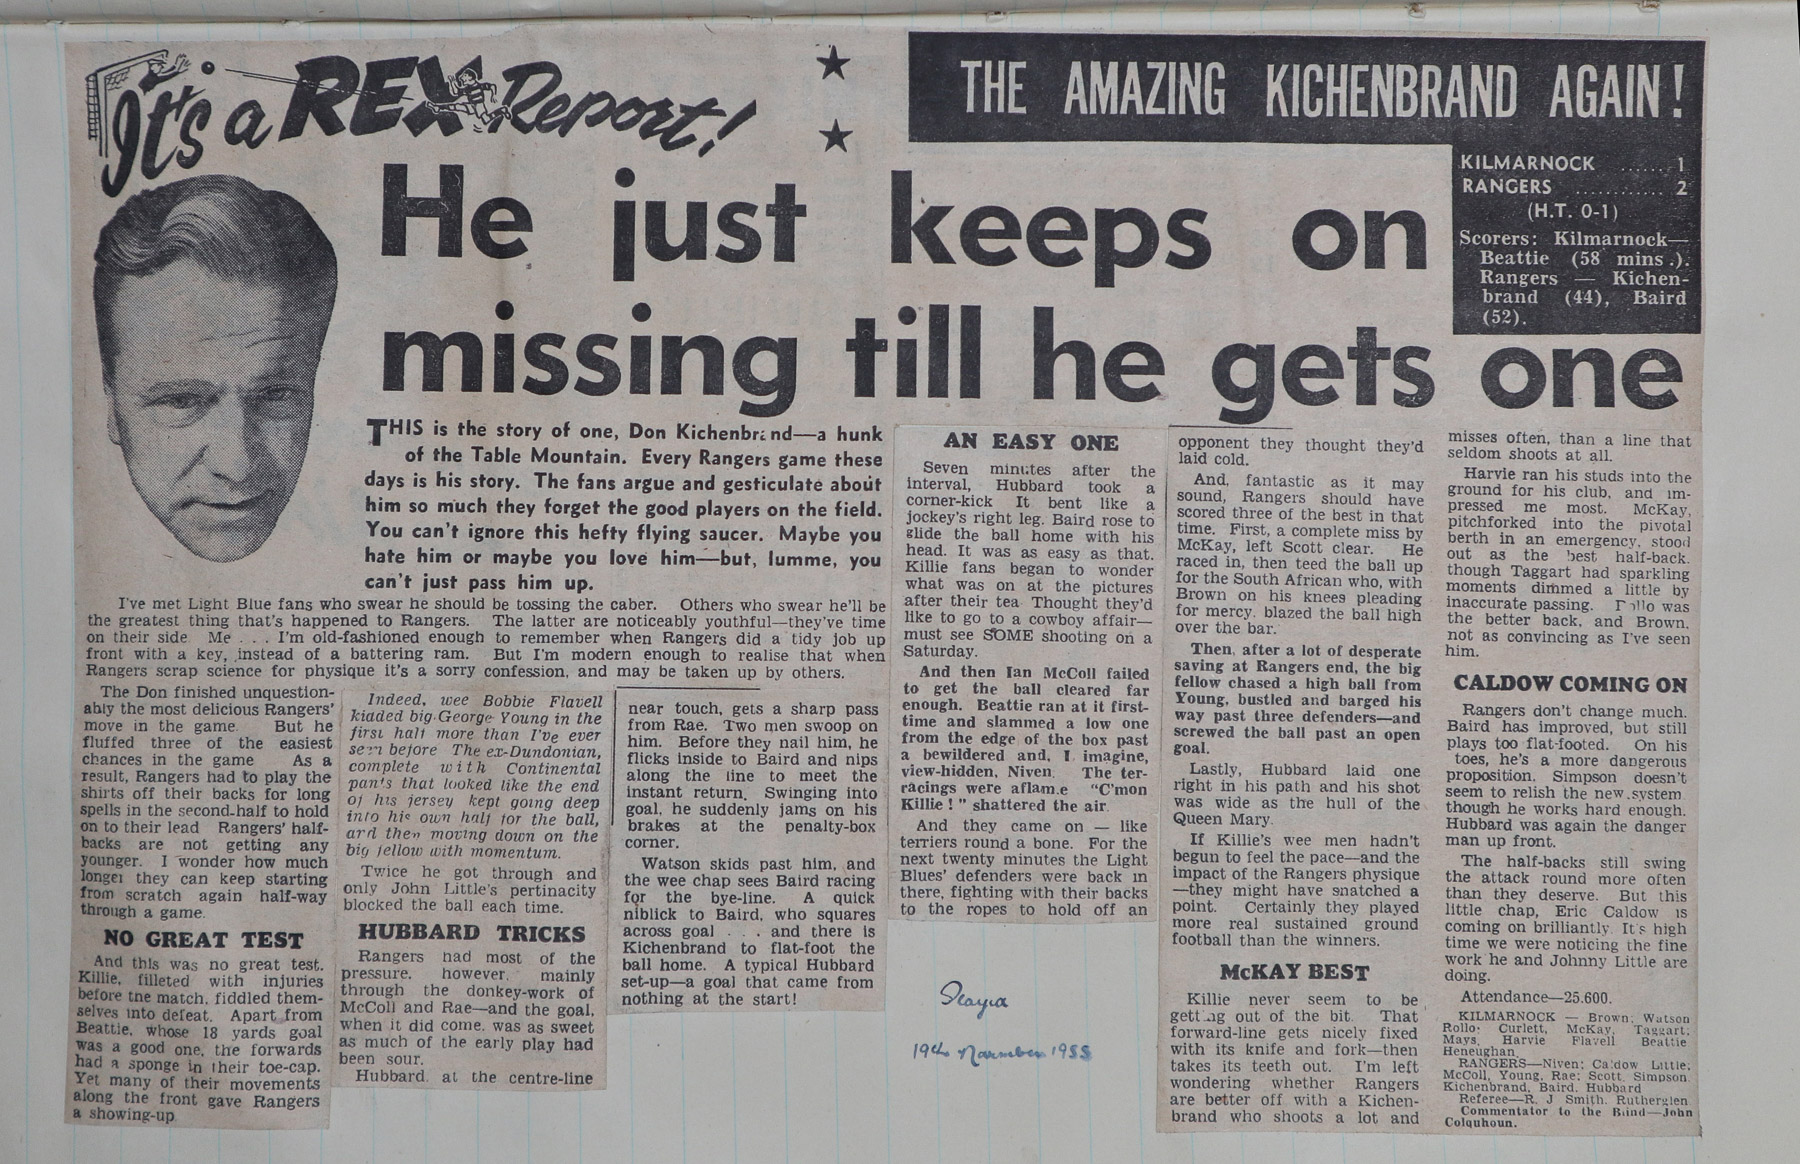 It's a REX Report!
THE AMAZING KICHENBRAND AGAIN!
He just keeps on
missing till he gets one
KILMARNOCK ...... 1
RANGERS ............ 2
(H.T. 0-1)
Scorers: Kilmarnock—
Beattie (58 mins.).
Rangers — Kichen-
brand (44), Baird
(52).
THIS is the story of one, Don Kichenbrand—a hunk
of the Table Mountain. Every Rangers game these
days is his story. The fans argue and gesticulate about
him so much they forget the good players on the field.
You can't ignore this hefty flying saucer. Maybe you
hate him or maybe you love him—but, lumme, you
can't just pass him up.
I've met Light Blue fans who swear he should be tossing the caber. Others who swear he'll be
the greatest thing that's happened to Rangers. The latter are noticeably youthful—they've time
on their side. Me . . . I'm old-fashioned enough to remember when Rangers did a tidy job up
front with a key, instead of a battering ram. But I'm modern enough to realise that when
Rangers scrap science for physique it's a sorry confession, and may be taken up by others.
The Don finished unquestion-
ably the most delicious Rangers'
move in the game. But he
fluffed three of the easiest
chances in the game As a
result, Rangers had to play the
shirts off their backs for long
spells in the second-half to hold
on to their lead Rangers' half-
backs are not getting any
younger. I wonder how much
longer they can keep starting
from scratch again half-way
through a game.
NO GREAT TEST
And this was no great test.
Killie, filleted with injuries
before the match, fiddled them-
selves into defeat. Apart from
Beattie, whose 18 yards goal
was a good one, the forwards
had a sponge in their toe-cap.
Yet many of their movements
along the front gave Rangers
a showing-up
Indeed, wee Bobbie Flavell
kidded big George Young in the
first half more than I've ever
seen before The ex-Dundonian,
complete with Continental
pants that looked like the end
of his jersey kept going deep
into his own half for the ball,
and then moving down on the
big fellow with momentum.
Twice he got through and
only John Little's pertinacity
blocked the ball each time.
HUBBARD TRICKS
Rangers had most of the
pressure. however. mainly
through the donkey-work of
McColl and Rae—and the goal,
when it did come. was as sweet
as much of the early play had
been sour.
Hubbard. at the centre-line
near touch, gets a sharp pass
from Rae. Two men swoop on
him. Before they nail him, he
flicks inside to Baird and nips
along the line to meet the
instant return. Swinging into
goal, he suddenly jams on his
brakes at the penalty-box
corner.
Watson skids past him, and
the wee chap sees Baird racing
for the bye-line. A quick
niblick to Baird, who squares
across goal . . . and there is
Kichenbrand to flat-foot the
ball home. A typical Hubbard
set-up—a goal that came from
nothing at the start!
AN EASY ONE
Seven minutes after the
interval, Hubbard took a
corner-kick It bent like a
jockey's right leg. Baird rose to
glide the ball home with his
head. It was as easy as that.
Killie fans began to wonder
what was on at the pictures
after their tea Thought they'd
like to go to a cowboy affair—
must see SOME shooting on a
Saturday.
And then Ian McColl failed
to get the ball cleared far
enough. Beattie ran at it first-
time and slammed a low one
from the edge of the box past
a bewildered and, I imagine,
view-hidden, Niven. The ter-
racings were aflame "C'mon
Killie!" shattered the air.
And they came on — like
terriers round a bone. For the
next twenty minutes the Light
Blues' defenders were back in
there, fighting with their backs
to the ropes to hold off an
19th November 1955
opponent they thought they'd
laid cold.
And, fantastic as it may
sound, Rangers should have
scored three of the best in that
time. First, a complete miss by
McKay, left Scott clear. He
raced in, then teed the ball up
for the South African who, with
Brown on his knees pleading
for mercy. blazed the ball high
over the bar.
Then, after a lot of desperate
saving at Rangers end, the big
fellow chased a high ball from
Young, bustled and barged his
way past three defenders—and
screwed the ball past an open
goal.
Lastly, Hubbard laid one
right in his path and his shot
was wide as the hull of the
Queen Mary.
If Killie's wee men hadn't
begun to feel the pace—and the
impact of the Rangers physique
—they might have snatched a
point. Certainly they played
more real sustained ground
football than the winners.
McKAY BEST
Killie never seem to be
getting out of the bit. That
forward-line gets nicely fixed
with its knife and fork—then
takes its teeth out. I'm left
wondering whether Rangers
are better off with a Kichen-
brand who shoots a lot and
misses often, than a line that
seldom shoots at all.
Harvie ran his studs into the
ground for his club, and im-
pressed me most. McKay,
pitchforked into the pivotal
berth in an emergency, stood
out as the best half-back.
though Taggart had sparkling
moments dimmed a little by
inaccurate passing. Rollo was
the better back, and Brown.
not as convincing as I've seen
him.
CALDOW COMING ON
Rangers don't change much.
Baird has improved, but still
plays too flat-footed. On his
toes, he's a more dangerous
proposition. Simpson doesn't
seem to relish the new system
though he works hard enough.
Hubbard was again the danger
man up front.
The half-backs still swing
the attack round more often
than they deserve. But this
little chap, Eric Caldow is
coming on brilliantly. It's high
time we were noticing the fine
work he and Johnny Little are
doing.
Attendance—25.600.
KILMARNOCK — Brown; Watson
Rollo; Curlett, McKay, Taggart;
Mays, Harvie Flavell Beattie
Heneughan.
RANGERS—Niven; Caldow Little;
McColl, Young, Rae; Scott, Simpson
Kichenbrand, Baird. Hubbard
Referee—R. J Smith. Rutherglen
Commentator to the Blind—John
Colquhoun.